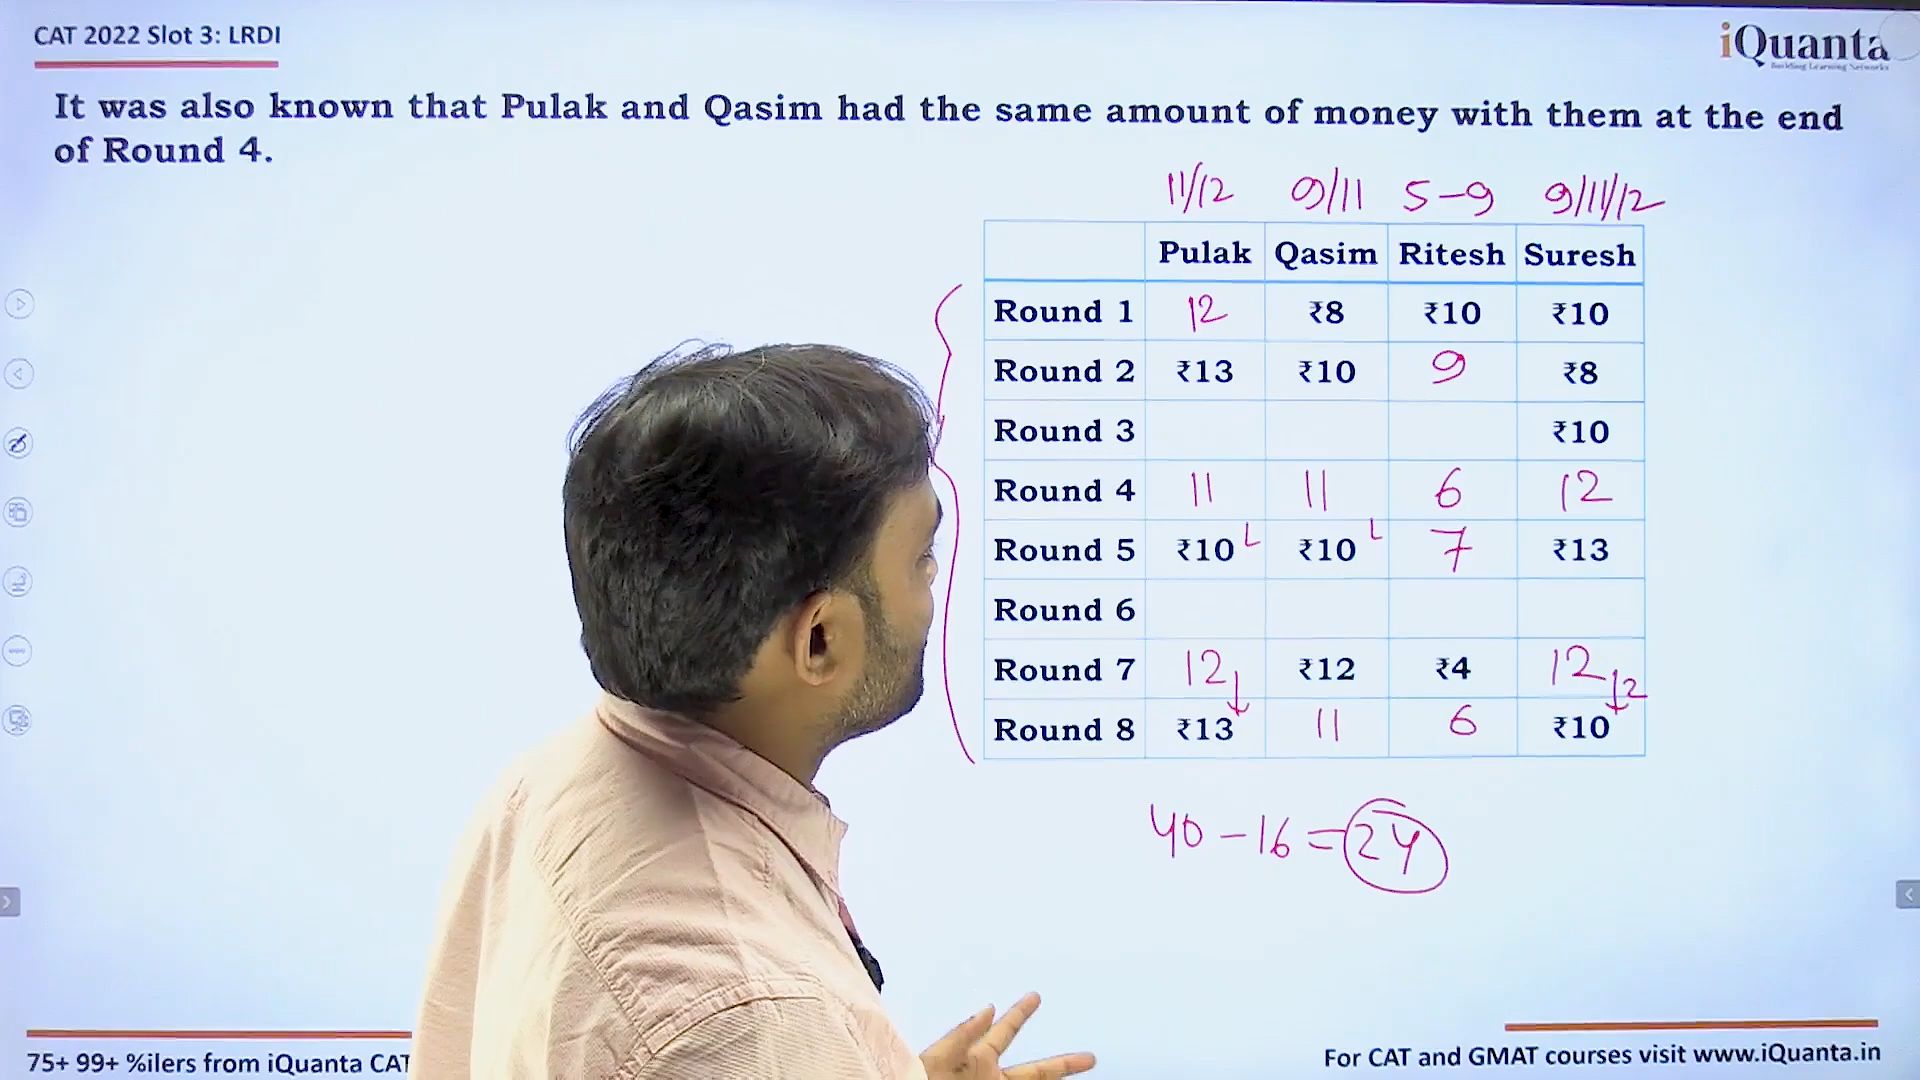 CAT 2022 Slot 3: LRDI
iQuanta
Building Learning Networks
It was also known that Pulak and Qasim had the same amount of money with them at the end
of Round 4.
11/12 9/11 5-9 9/11/12
Pulak Qasim Ritesh Suresh
Round 1 12 ₹8 ₹10 ₹10
Round 2 ₹13 ₹10 9 ₹8
Round 3 ₹10
Round 4 11 11 6 12
Round 5 ₹10 L ₹10 L 7 ₹13
Round 6
Round 7 12 ₹12 ₹4 12
↓ ↓2
Round 8 ₹13 11 6 ₹10
40 - 16 = 24
75+ 99+ %ilers from iQuanta CAT
For CAT and GMAT courses visit www.iQuanta.in